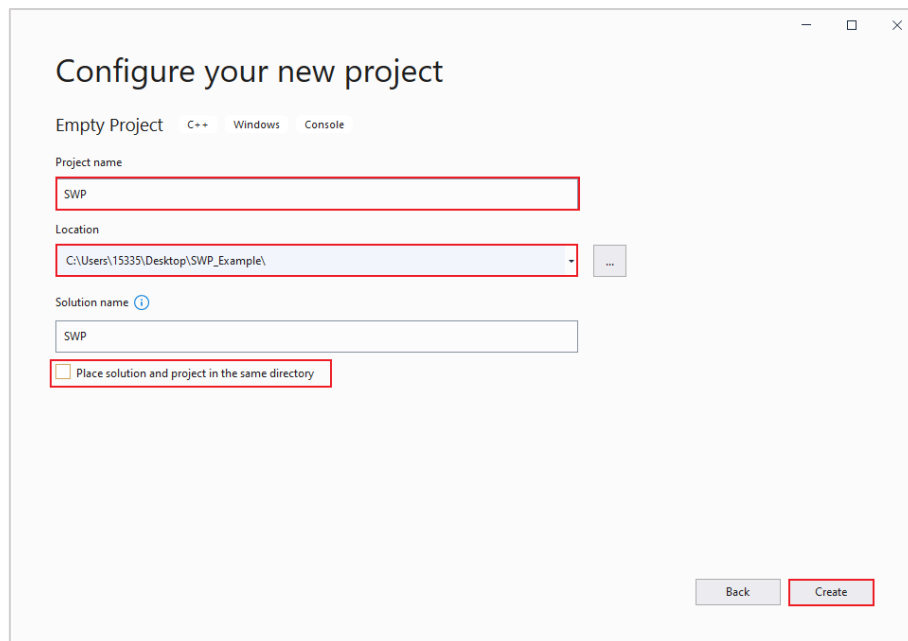 Configure your new project
Empty Project C++ Windows Console
Project name
SWP
Location
C:\Users\15335\Desktop\SWP_Example\
...
Solution name
SWP
Place solution and project in the same directory
Back Create